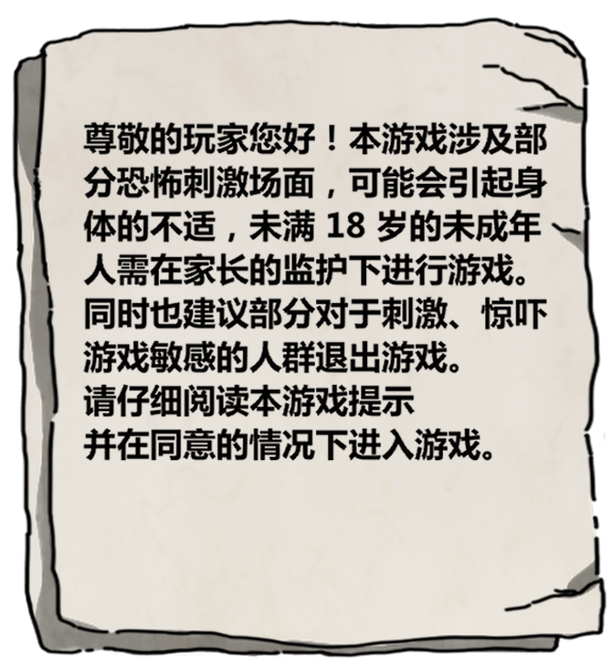 尊敬的玩家您好！本游戏涉及部
分恐怖刺激场面，可能会引起身
体的不适，未满 18 岁的未成年
人需在家长的监护下进行游戏。
同时也建议部分对于刺激、惊吓
游戏敏感的人群退出游戏。
请仔细阅读本游戏提示
并在同意的情况下进入游戏。